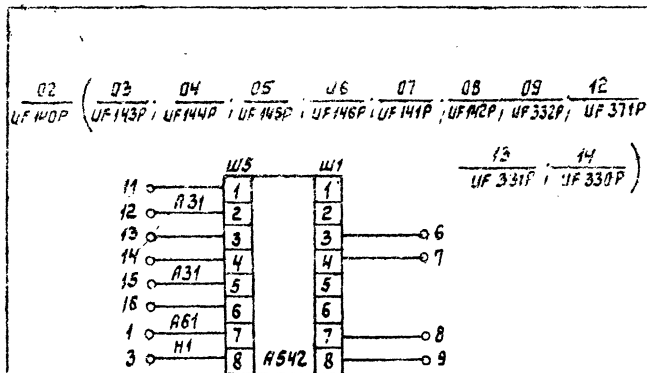 02 03 04 05 06 07 08 09 12
UF140P ( UF143P ; UF144P ; UF145P ; UF146P ; UF141P ; UF142P ; UF332P ; UF371P
13 14
UF331P ; UF330P )
Ш5 Ш1
11 1 1
12 А31 2 2
13 3 3 6
14 4 4 7
15 А31 5 5
16 6 6
1 А61 7 7 8
3 Н1 8 А542 8 9